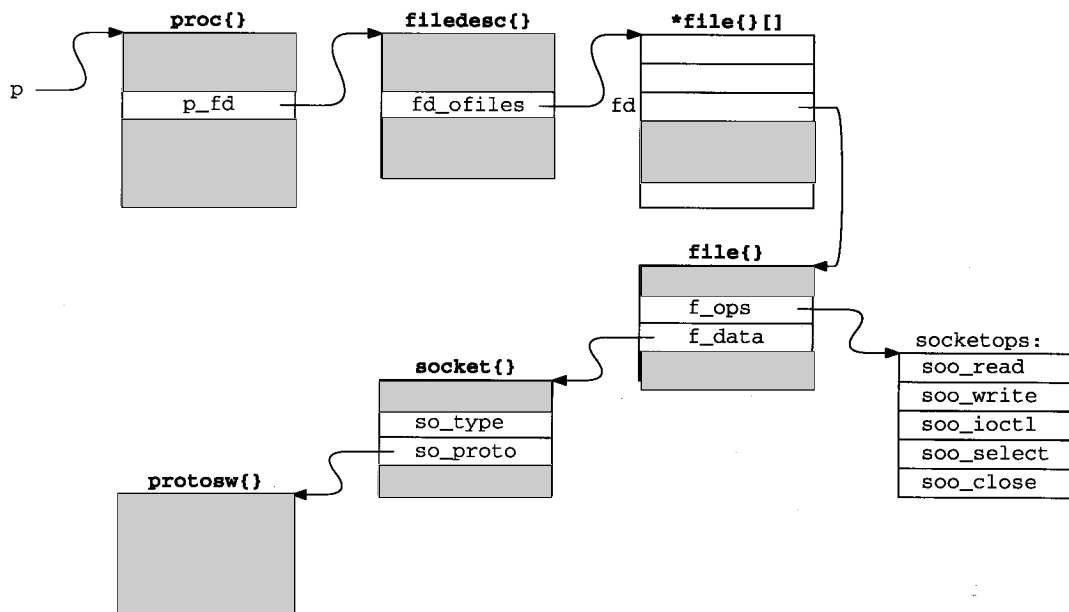 proc{}
filedesc{}
*file{}[]
p
p_fd
fd_ofiles
fd
file{}
f_ops
f_data
socketops:
soo_read
soo_write
soo_ioctl
soo_select
soo_close
socket{}
so_type
so_proto
protosw{}